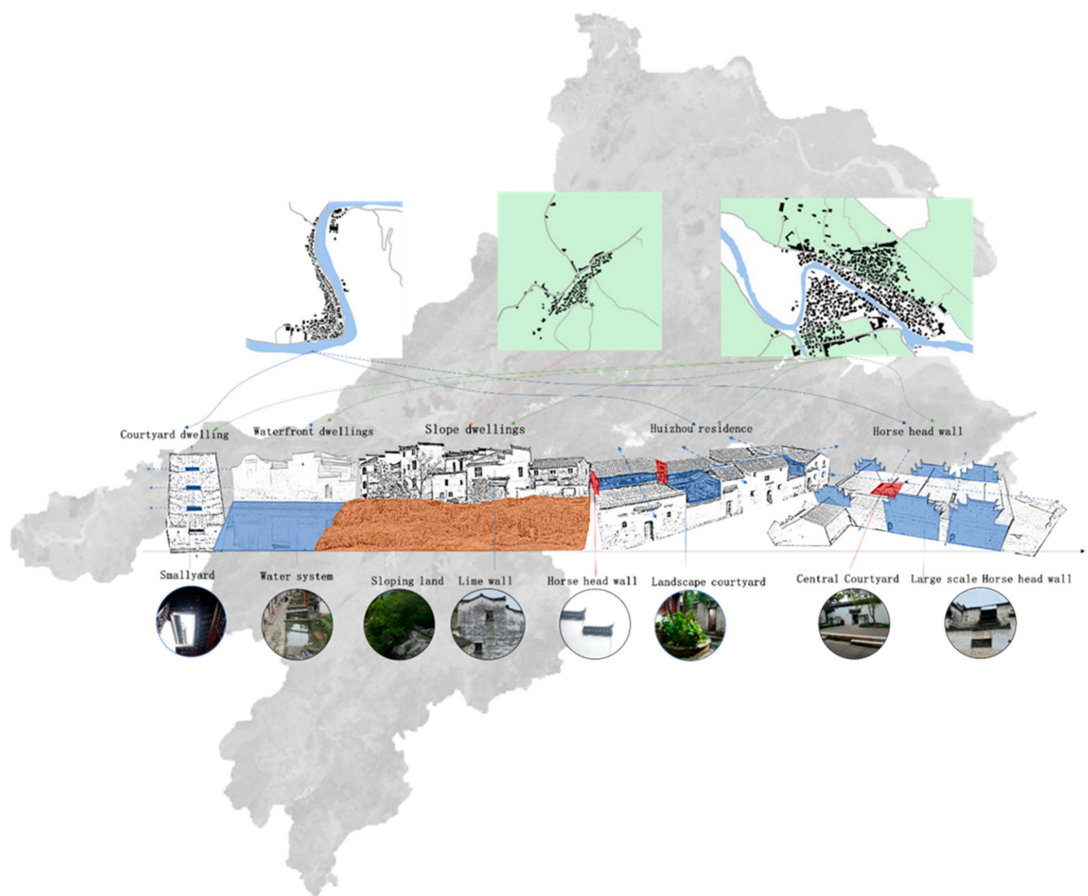 Courtyard dwelling
Waterfront dwellings
Slope dwellings
Huizhou residence
Horse head wall
Smallyard
Water system
Sloping land
Lime wall
Horse head wall
Landscape courtyard
Central Courtyard
Large scale Horse head wall